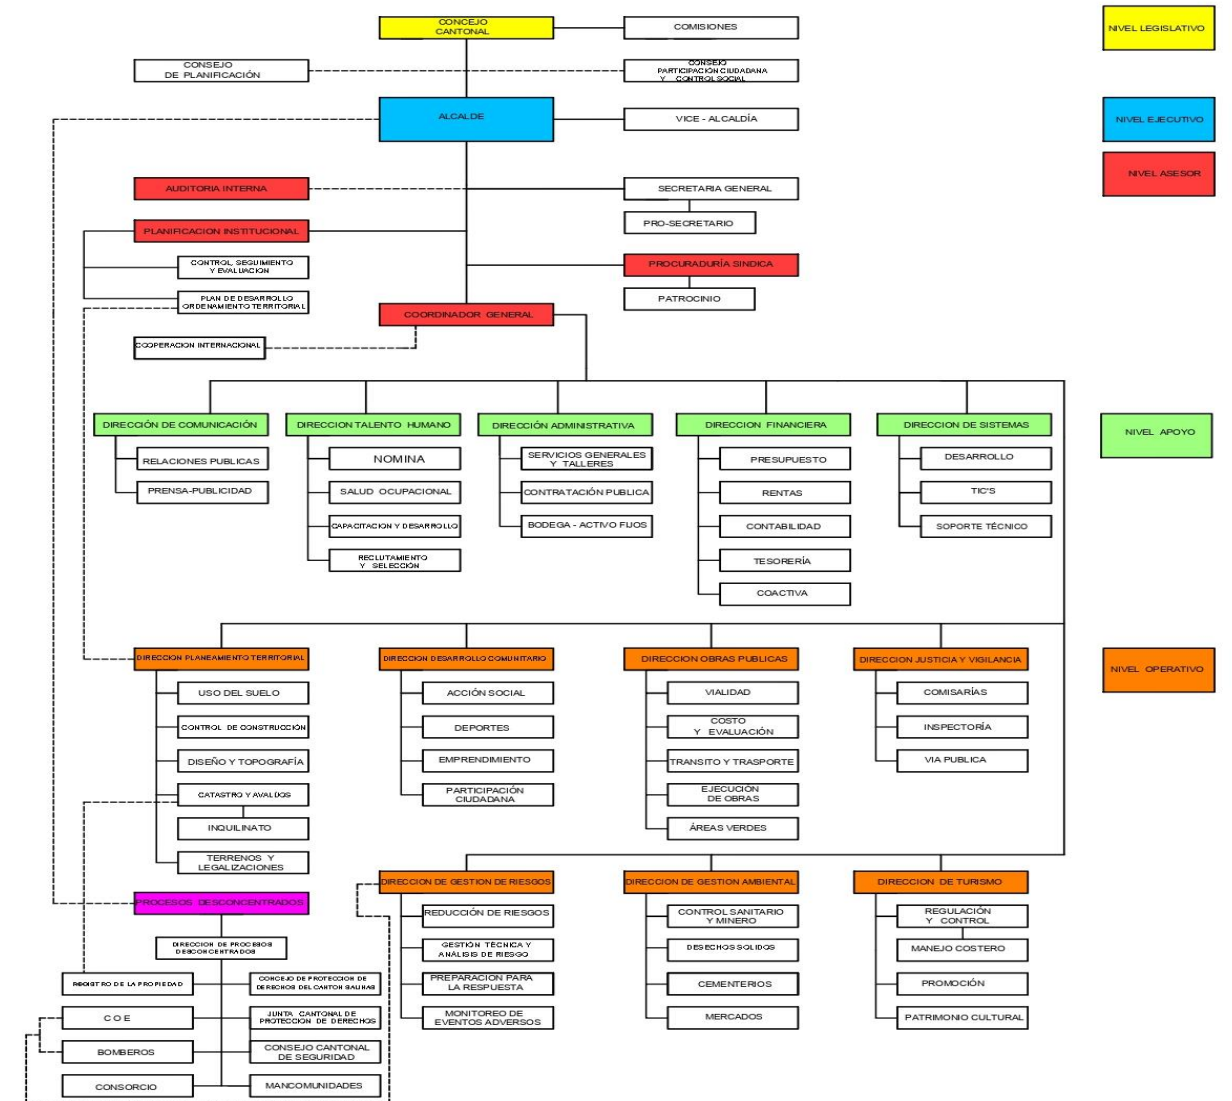 CONCEJO
CANTONAL
COMISIONES
NIVEL LEGISLATIVO
CONSEJO
DE PLANIFICACIÓN
CONSEJO
PARTICIPACIÓN CIUDADANA
Y CONTROL SOCIAL
ALCALDE
VICE - ALCALDÍA
NIVEL EJECUTIVO
NIVEL ASESOR
AUDITORIA INTERNA
SECRETARIA GENERAL
PRO-SECRETARIO
PLANIFICACION INSTITUCIONAL
CONTROL, SEGUIMIENTO
Y EVALUACION
PROCURADURÍA SINDICA
PLAN DE DESARROLLO
ORDENAMIENTO TERRITORIAL
PATROCINIO
COORDINADOR GENERAL
COOPERACION INTERNACIONAL
DIRECCIÓN DE COMUNICACIÓN
DIRECCION TALENTO HUMANO
DIRECCIÓN ADMINISTRATIVA
DIRECCION FINANCIERA
DIRECCION DE SISTEMAS
NIVEL APOYO
RELACIONES PUBLICAS
NOMINA
SERVICIOS GENERALES
Y TALLERES
PRESUPUESTO
DESARROLLO
PRENSA-PUBLICIDAD
SALUD OCUPACIONAL
CONTRATACIÓN PUBLICA
RENTAS
TIC'S
CAPACITACION Y DESARROLLO
BODEGA - ACTIVO FIJOS
CONTABILIDAD
SOPORTE TÉCNICO
RECLUTAMIENTO
Y SELECCIÓN
TESORERÍA
COACTIVA
DIRECCION PLANEAMIENTO TERRITORIAL
DIRECCION DESARROLLO COMUNITARIO
DIRECCION OBRAS PUBLICAS
DIRECCION JUSTICIA Y VIGILANCIA
NIVEL OPERATIVO
USO DEL SUELO
ACCIÓN SOCIAL
VIALIDAD
COMISARÍAS
CONTROL DE CONSTRUCCIÓN
DEPORTES
COSTO
Y EVALUACIÓN
INSPECTORÍA
DISEÑO Y TOPOGRAFÍA
EMPRENDIMIENTO
TRANSITO Y TRASPORTE
VIA PUBLICA
CATASTRO Y AVALUOS
PARTICIPACIÓN
CIUDADANA
EJECUCIÓN
DE OBRAS
INQUILINATO
ÁREAS VERDES
TERRENOS Y
LEGALIZACIONES
DIRECCION DE GESTION DE RIESGOS
DIRECCION DE GESTION AMBIENTAL
DIRECCION DE TURISMO
PROCESOS DESCONCENTRADOS
REDUCCIÓN DE RIESGOS
CONTROL SANITARIO
Y MINERO
REGULACIÓN
Y CONTROL
DIRECCION DE PROCESOS
DESCONCENTRADOS
GESTIÓN TÉCNICA Y
ANÁLISIS DE RIESGO
DESECHOS SOLIDOS
MANEJO COSTERO
REGISTRO DE LA PROPIEDAD
CONCEJO DE PROTECCION DE
DERECHOS DEL CANTON SALINAS
PREPARACION PARA
LA RESPUESTA
CEMENTERIOS
PROMOCIÓN
C O E
JUNTA CANTONAL DE
PROTECCION DE DERECHOS
MONITOREO DE
EVENTOS ADVERSOS
MERCADOS
PATRIMONIO CULTURAL
BOMBEROS
CONSEJO CANTONAL
DE SEGURIDAD
CONSORCIO
MANCOMUNIDADES